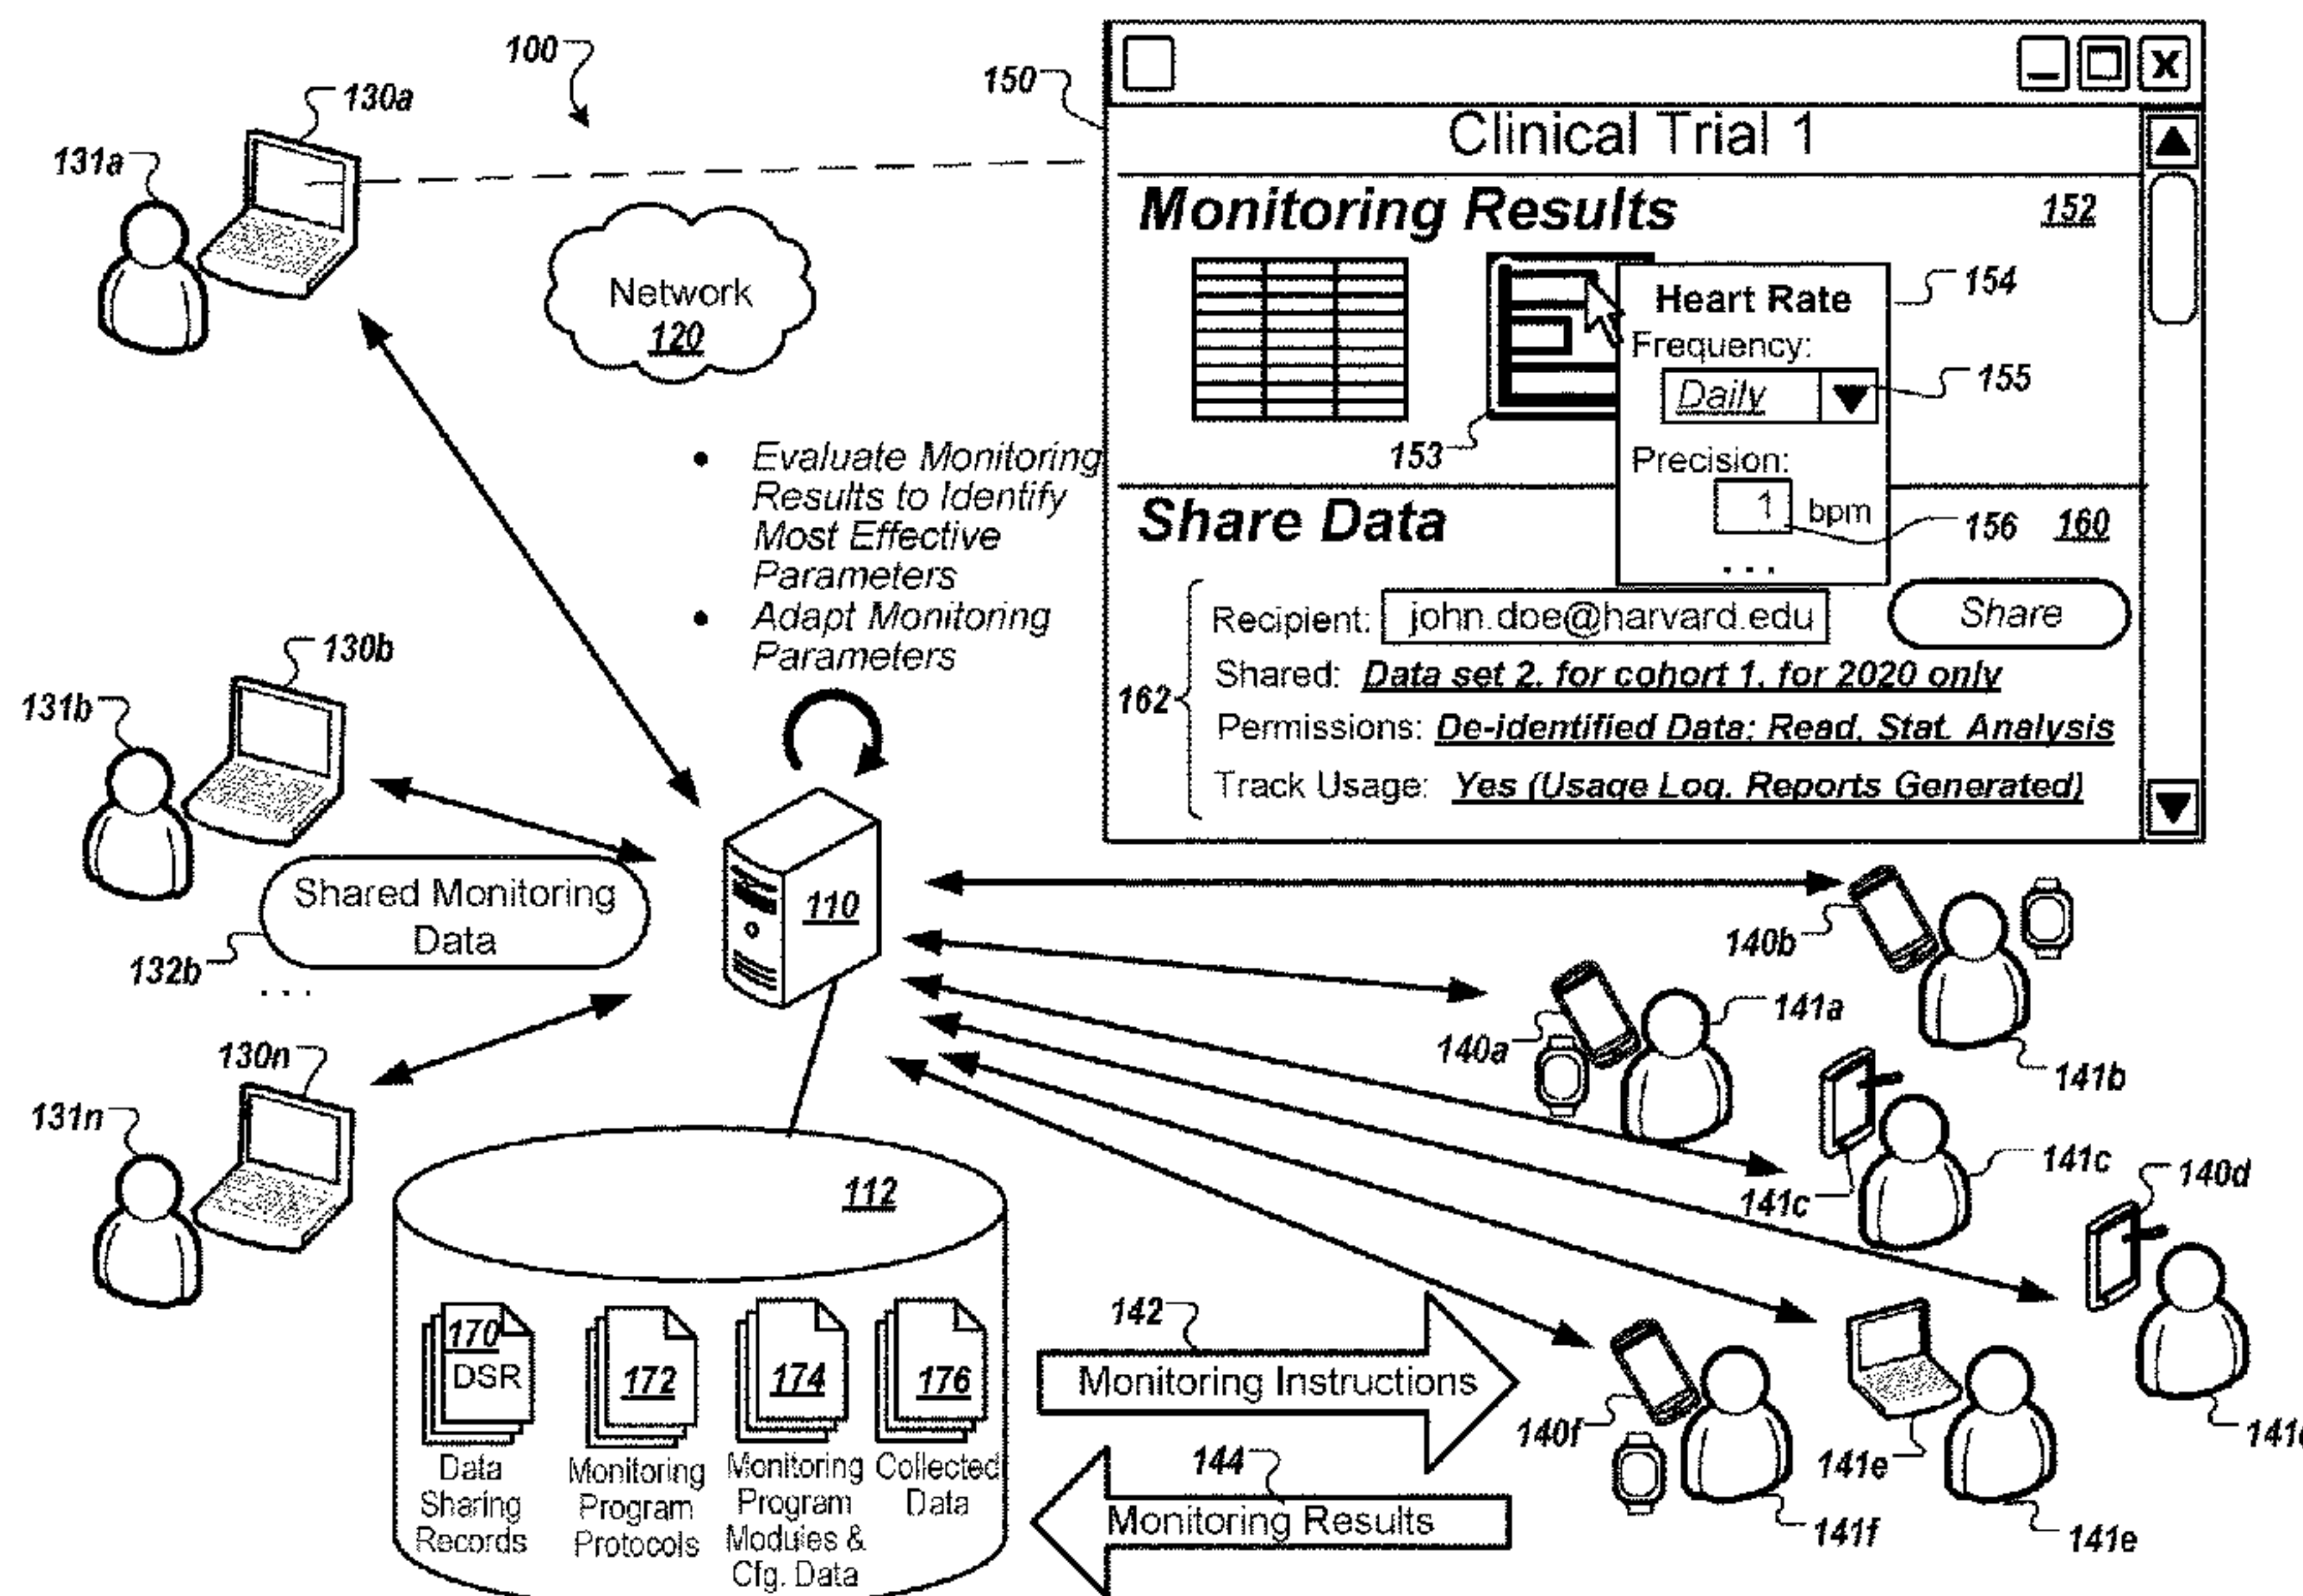 100
130a
131a
Network
120
• Evaluate Monitoring
Results to Identify
Most Effective
Parameters
• Adapt Monitoring
Parameters
150
Clinical Trial 1
Monitoring Results
152
153
Heart Rate
154
Frequency:
Daily
155
Precision:
1 bpm
156
. . .
Share Data
160
162
Recipient: john.doe@harvard.edu
Share
Shared: Data set 2, for cohort 1, for 2020 only
Permissions: De-identified Data; Read, Stat. Analysis
Track Usage: Yes (Usage Log, Reports Generated)
130b
131b
Shared Monitoring
Data
132b
. . .
110
130n
131n
140b
141b
140a
141a
141c
141c
140d
112
170
DSR
Data
Sharing
Records
172
Monitoring
Program
Protocols
174
Monitoring
Program
Modules &
Cfg. Data
176
Collected
Data
142
Monitoring Instructions
144
Monitoring Results
140f
141f
141e
141e